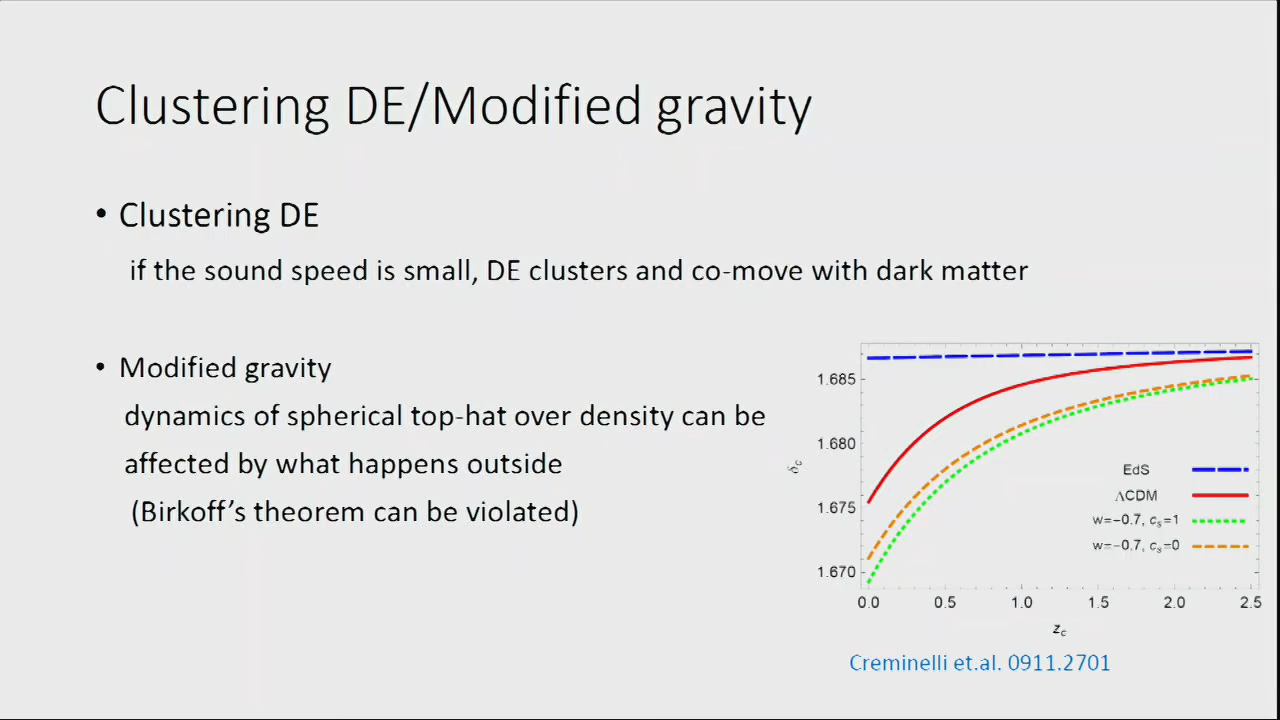 Clustering DE/Modified gravity
• Clustering DE
if the sound speed is small, DE clusters and co-move with dark matter
• Modified gravity
dynamics of spherical top-hat over density can be
affected by what happens outside
(Birkoff’s theorem can be violated)
1.685
1.680
1.675
1.670
δc
EdS
ΛCDM
w=-0.7, cs=1
w=-0.7, cs=0
0.0 0.5 1.0 1.5 2.0 2.5
zc
Creminelli et.al. 0911.2701